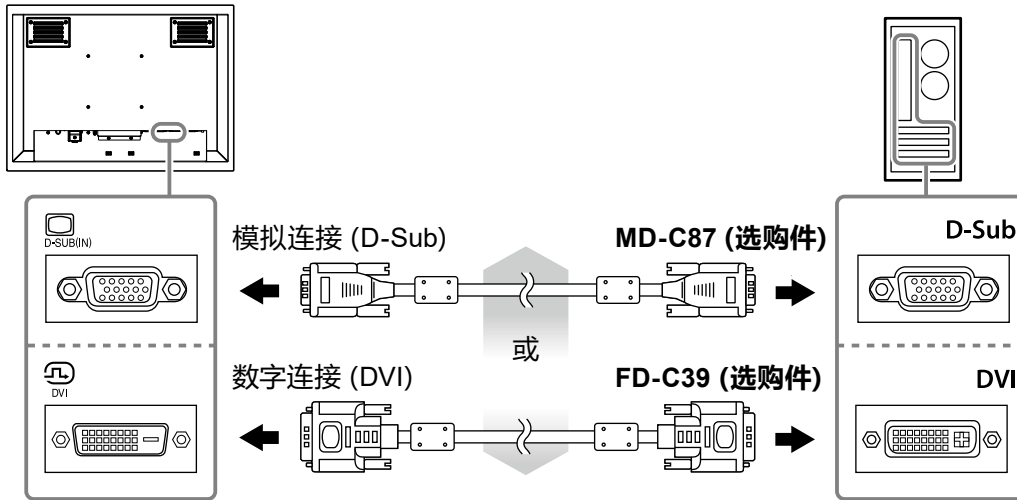 D-SUB(IN)
模拟连接 (D-Sub)
MD-C87 (选购件)
D-Sub
或
DVI
数字连接 (DVI)
FD-C39 (选购件)
DVI